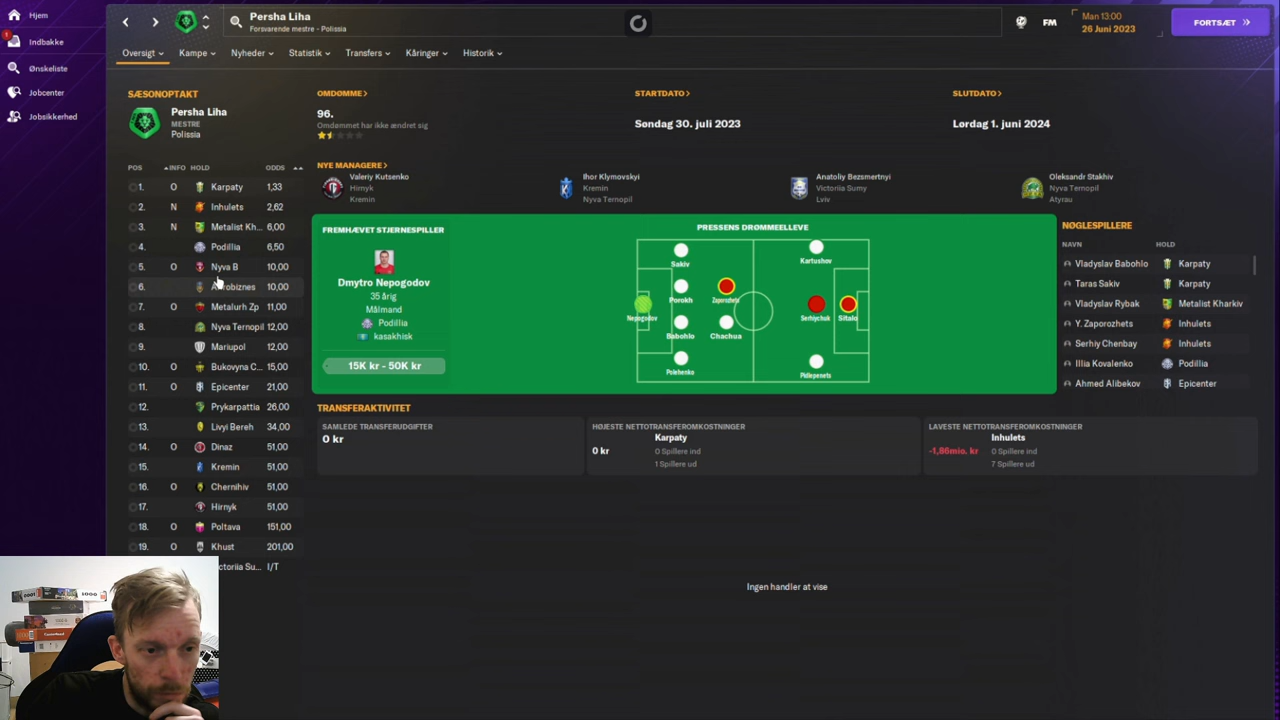 Hjem
Persha Liha
Forsvarende mestre - Polissia
FM
Man 13:00
26 Juni 2023
FORTSÆT
1
Indbakke
Ønskeliste
Jobcenter
Jobsikkerhed
Oversigt
Kampe
Nyheder
Statistik
Transfers
Kåringer
Historik
SÆSONOPTAKT
Persha Liha
MESTRE
Polissia
OMDØMME
96.
Omdømmet har ikke ændret sig
STARTDATO
Søndag 30. juli 2023
SLUTDATO
Lørdag 1. juni 2024
POS INFO HOLD ODDS
1. O Karpaty 1,33
2. N Inhulets 2,62
3. N Metalist Kh... 6,00
4. Podillia 6,50
5. O Nyva B 10,00
6. robiznes 10,00
7. O Metalurh Zp 11,00
8. Nyva Ternopil 12,00
9. Mariupol 12,00
10. O Bukovyna C... 15,00
11. O Epicenter 21,00
12. Prykarpattia 26,00
13. Livyi Bereh 34,00
14. O Dinaz 51,00
15. Kremin 51,00
16. O Chernihiv 51,00
17. Hirnyk 51,00
18. O Poltava 151,00
19. O Khust 201,00
ctoriia Su... I/T
NYE MANAGERE
Valeriy Kutsenko
Hirnyk
Kremin
Ihor Klymovskyi
Kremin
Nyva Ternopil
Anatoliy Bezsmertnyi
Victoriia Sumy
Lviv
Oleksandr Stakhiv
Nyva Ternopil
Atyrau
FREMHÆVET STJERNESPILLER
Dmytro Nepogodov
35 årig
Målmand
Podillia
kasakhisk
15K kr - 50K kr
PRESSENS DRØMMEELLEVE
Sakiv
Kartushov
Porokh
Zaporozhets
Nepogodov
Serhiychuk
Sitalo
Babohlo
Chachua
Polehenko
Pidlepenets
NØGLESPILLERE
NAVN HOLD
Vladyslav Babohlo Karpaty
Taras Sakiv Karpaty
Vladyslav Rybak Metalist Kharkiv
Y. Zaporozhets Inhulets
Serhiy Chenbay Inhulets
Illia Kovalenko Podillia
Ahmed Alibekov Epicenter
TRANSFERAKTIVITET
SAMLEDE TRANSFERUDGIFTER
0 kr
HØJESTE NETTOTRANSFEROMKOSTNINGER
Karpaty
0 kr
0 Spillere ind
1 Spillere ud
LAVESTE NETTOTRANSFEROMKOSTNINGER
Inhulets
-1,86mio. kr
0 Spillere ind
7 Spillere ud
Ingen handler at vise